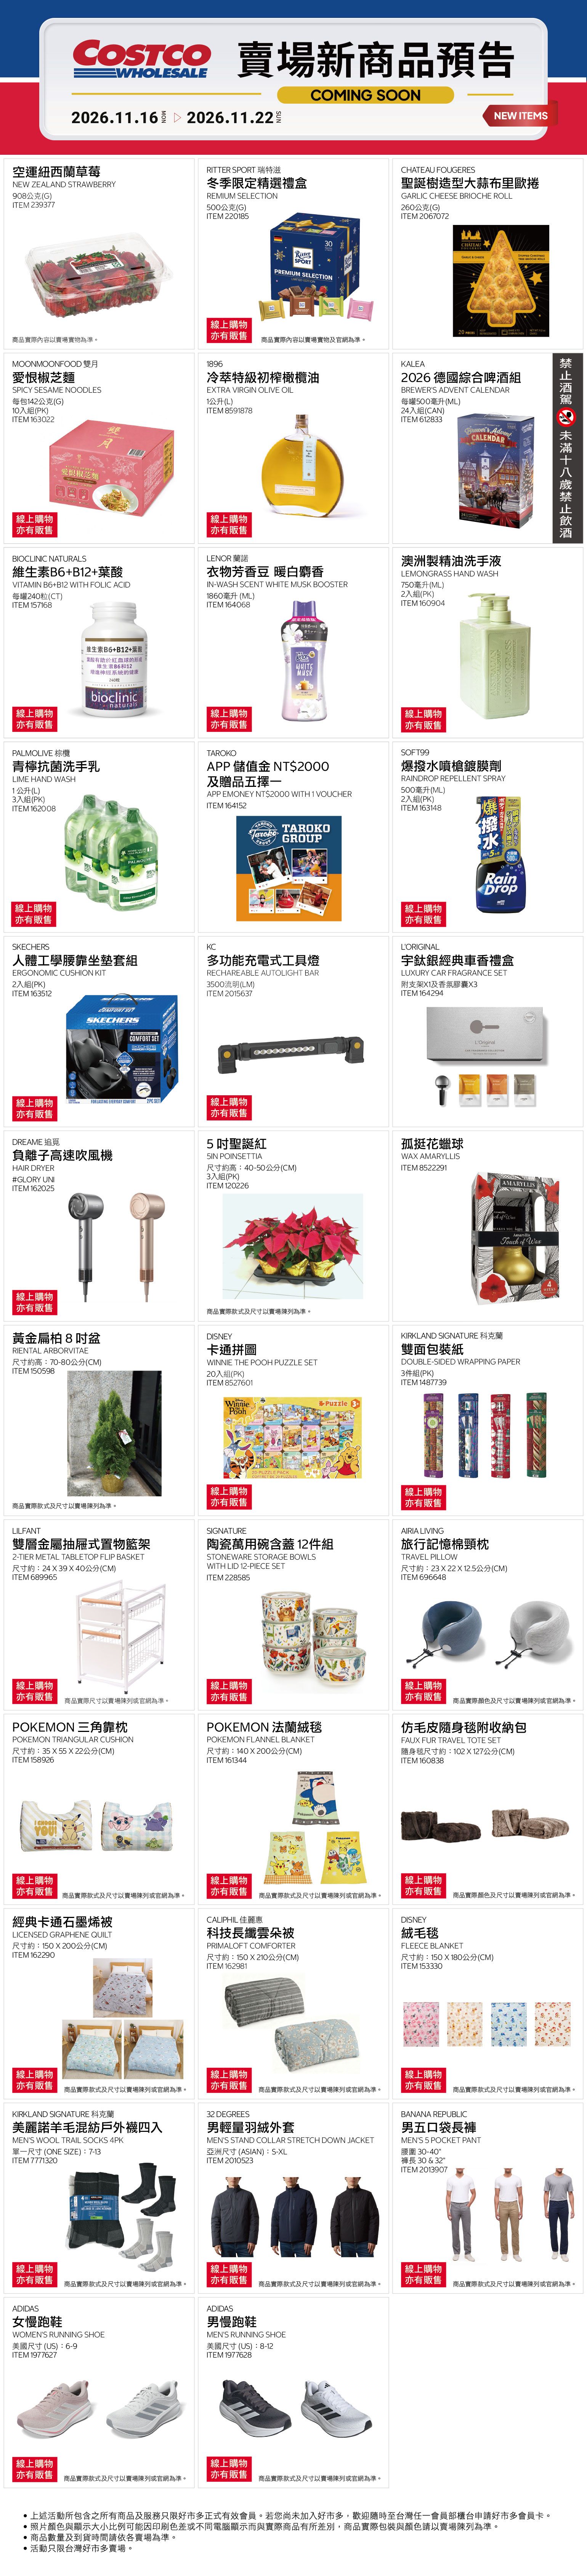 COSTCO
WHOLESALE
賣場新商品預告
COMING SOON
2026.11.16 MON ▷ 2026.11.22 SUN
NEW ITEMS
空運紐西蘭草莓
NEW ZEALAND STRAWBERRY
908公克(G)
ITEM 239377
商品實際內容以賣場實物為準。
RITTER SPORT 瑞特滋
冬季限定精選禮盒
REMIUM SELECTION
500公克(G)
ITEM 220185
Ritter
SPORT
30
PREMIUM SELECTION
線上購物
亦有販售
商品實際內容以賣場實物及官網為準。
CHATEAU FOUGERES
聖誕樹造型大蒜布里歐捲
GARLIC CHEESE BRIOCHE ROLL
260公克(G)
ITEM 2067072
MOONMOONFOOD 雙月
愛恨椒芝麵
SPICY SESAME NOODLES
每包142公克(G)
10入組(PK)
ITEM 163022
雙月
愛恨椒芝麵
線上購物
亦有販售
1896
冷萃特級初榨橄欖油
EXTRA VIRGIN OLIVE OIL
1公升(L)
ITEM 8591878
線上購物
亦有販售
KALEA
2026 德國綜合啤酒組
BREWER'S ADVENT CALENDAR
每罐500毫升(ML)
24入組(CAN)
ITEM 612833
Brewer's Advent
CALENDAR
禁止酒駕
未滿十八歲禁止飲酒
BIOCLINIC NATURALS
維生素B6+B12+葉酸
VITAMIN B6+B12 WITH FOLIC ACID
每罐240粒(CT)
ITEM 157168
維生素B6+B12+葉酸
bioclinic
naturals
線上購物
亦有販售
LENOR 蘭諾
衣物芳香豆 暖白麝香
IN-WASH SCENT WHITE MUSK BOOSTER
1860毫升 (ML)
ITEM 164068
WHITE
MUSK
線上購物
亦有販售
澳洲製精油洗手液
LEMONGRASS HAND WASH
750毫升(ML)
2入組(PK)
ITEM 160904
線上購物
亦有販售
PALMOLIVE 棕欖
青檸抗菌洗手乳
LIME HAND WASH
1 公升(L)
3入組(PK)
ITEM 162008
PALMOLIVE
線上購物
亦有販售
TAROKO
APP 儲值金 NT$2000
及贈品五擇一
APP EMONEY NT$2000 WITH 1 VOUCHER
ITEM 164152
Taroko
TAROKO
GROUP
SOFT99
爆撥水噴槍鍍膜劑
RAINDROP REPELLENT SPRAY
500毫升(ML)
2入組(PK)
ITEM 163148
爆撥水
Rain
Drop
線上購物
亦有販售
SKECHERS
人體工學腰靠坐墊套組
ERGONOMIC CUSHION KIT
2入組(PK)
ITEM 163512
COMFORT SET
SKECHERS
COMFORT SET
2PC SET
線上購物
亦有販售
KC
多功能充電式工具燈
RECHAREABLE AUTOLIGHT BAR
3500流明(LM)
ITEM 2015637
線上購物
亦有販售
L'ORIGINAL
宇鈦銀經典車香禮盒
LUXURY CAR FRAGRANCE SET
附支架X1及香氛膠囊X3
ITEM 164294
L'Original
DREAME 追覓
負離子高速吹風機
HAIR DRYER
#GLORY UNI
ITEM 162025
線上購物
亦有販售
5 吋聖誕紅
5IN POINSETTIA
尺寸約高：40-50公分(CM)
3入組(PK)
ITEM 120226
商品實際款式及尺寸以賣場陳列為準。
孤挺花蠟球
WAX AMARYLLIS
ITEM 8522291
AMARYLLIS
Touch of Wax
4
黃金扁柏 8 吋盆
RIENTAL ARBORVITAE
尺寸約高：70-80公分(CM)
ITEM 150598
商品實際款式及尺寸以賣場陳列為準。
DISNEY
卡通拼圖
WINNIE THE POOH PUZZLE SET
20入組(PK)
ITEM 8527601
Winnie
the
Pooh
Puzzle
線上購物
亦有販售
KIRKLAND SIGNATURE 科克蘭
雙面包裝紙
DOUBLE-SIDED WRAPPING PAPER
3件組(PK)
ITEM 1487739
線上購物
亦有販售
LILFANT
雙層金屬抽屜式置物籃架
2-TIER METAL TABLETOP FLIP BASKET
尺寸約：24 X 39 X 40公分(CM)
ITEM 689965
線上購物
亦有販售
商品實際尺寸以賣場陳列或官網為準。
SIGNATURE
陶瓷萬用碗含蓋 12件組
STONEWARE STORAGE BOWLS
WITH LID 12-PIECE SET
ITEM 228585
線上購物
亦有販售
AIRIA LIVING
旅行記憶棉頸枕
TRAVEL PILLOW
尺寸約：23 X 22 X 12.5公分(CM)
ITEM 696648
線上購物
亦有販售
商品實際顏色及尺寸以賣場陳列或官網為準。
POKEMON 三角靠枕
POKEMON TRIANGULAR CUSHION
尺寸約：35 X 55 X 22公分(CM)
ITEM 158926
I CHOOSE
YOU!
線上購物
亦有販售
商品實際款式及尺寸以賣場陳列或官網為準。
POKEMON 法蘭絨毯
POKEMON FLANNEL BLANKET
尺寸約：140 X 200公分(CM)
ITEM 161344
線上購物
亦有販售
商品實際款式及尺寸以賣場陳列或官網為準。
仿毛皮隨身毯附收納包
FAUX FUR TRAVEL TOTE SET
隨身毯尺寸約：102 X 127公分(CM)
ITEM 160838
線上購物
亦有販售
商品實際顏色及尺寸以賣場陳列或官網為準。
經典卡通石墨烯被
LICENSED GRAPHENE QUILT
尺寸約：150 X 200公分(CM)
ITEM 162290
線上購物
亦有販售
商品實際款式及尺寸以賣場陳列或官網為準。
CALIPHIL 佳麗惠
科技長纖雲朵被
PRIMALOFT COMFORTER
尺寸約：150 X 210公分(CM)
ITEM 162981
線上購物
亦有販售
商品實際款式及尺寸以賣場陳列或官網為準。
DISNEY
絨毛毯
FLEECE BLANKET
尺寸約：150 X 180公分(CM)
ITEM 153330
線上購物
亦有販售
商品實際款式及尺寸以賣場陳列或官網為準。
KIRKLAND SIGNATURE 科克蘭
美麗諾羊毛混紡戶外襪四入
MEN'S WOOL TRAIL SOCKS 4PK
單一尺寸 (ONE SIZE)：7-13
ITEM 7771320
線上購物
亦有販售
商品實際款式及尺寸以賣場陳列或官網為準。
32 DEGREES
男輕量羽絨外套
MEN'S STAND COLLAR STRETCH DOWN JACKET
亞洲尺寸 (ASIAN)：S-XL
ITEM 2010523
線上購物
亦有販售
商品實際款式及尺寸以賣場陳列或官網為準。
BANANA REPUBLIC
男五口袋長褲
MEN'S 5 POCKET PANT
腰圍 30-40"
褲長 30 & 32"
ITEM 2013907
線上購物
亦有販售
商品實際款式及尺寸以賣場陳列或官網為準。
ADIDAS
女慢跑鞋
WOMEN'S RUNNING SHOE
美國尺寸 (US)：6-9
ITEM 1977627
線上購物
亦有販售
商品實際款式及尺寸以賣場陳列或官網為準。
ADIDAS
男慢跑鞋
MEN'S RUNNING SHOE
美國尺寸 (US)：8-12
ITEM 1977628
線上購物
亦有販售
商品實際款式及尺寸以賣場陳列或官網為準。
• 上述活動所包含之所有商品及服務只限好市多正式有效會員。若您尚未加入好市多，歡迎隨時至台灣任一會員部櫃台申請好市多會員卡。
• 照片顏色與顯示大小比例可能因印刷色差或不同電腦顯示而與實際商品有所差別，商品實際包裝與顏色請以賣場陳列為準。
• 商品數量及到貨時間請依各賣場為準。
• 活動只限台灣好市多賣場。